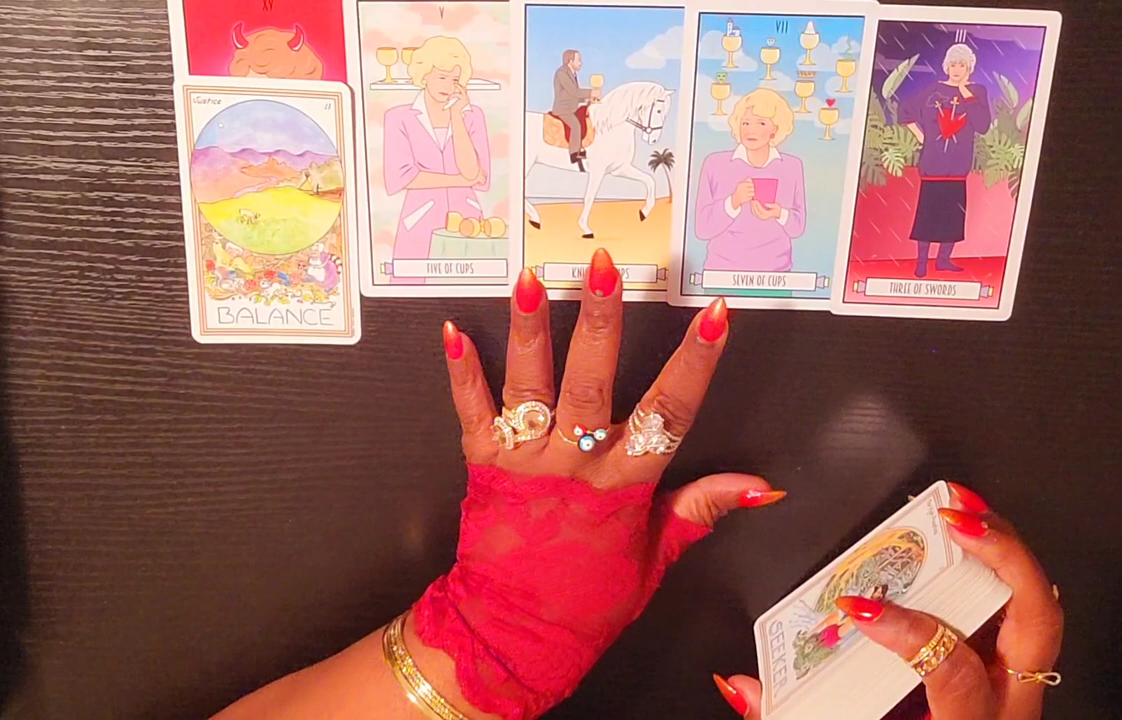 XV
Justice
11
BALANCE
V
FIVE OF CUPS
VII
SEVEN OF CUPS
III
THREE OF SWORDS
SEEKER